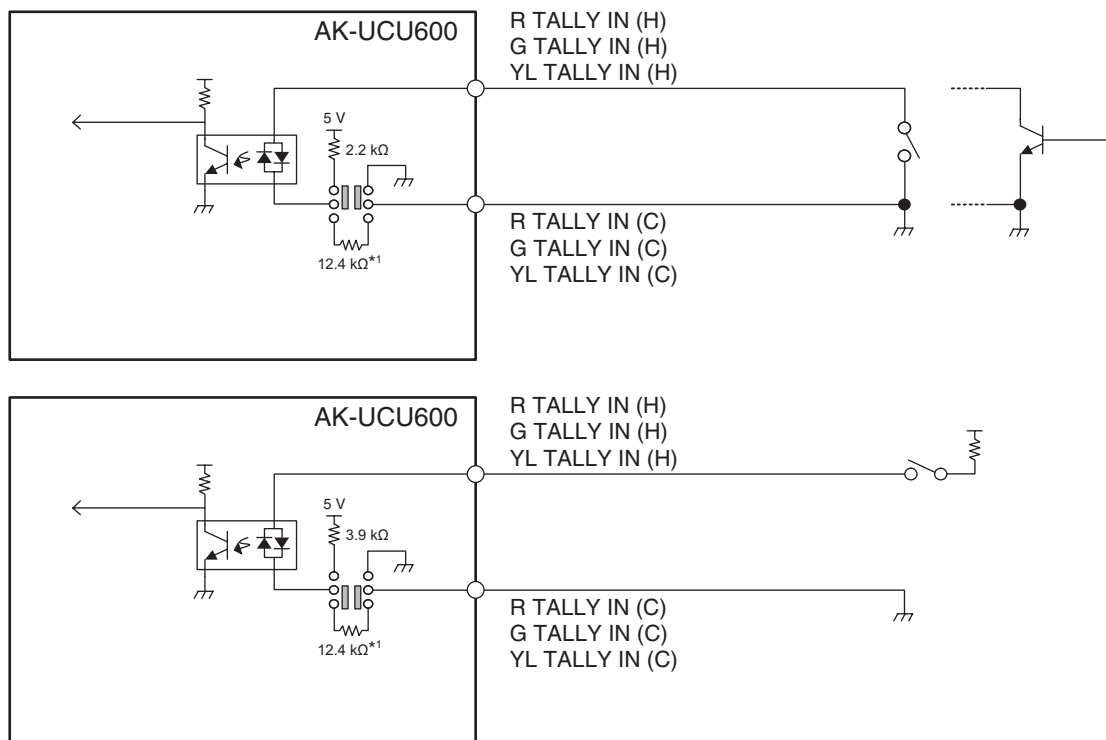 AK-UCU600
R TALLY IN (H)
G TALLY IN (H)
YL TALLY IN (H)
5 V
2.2 kΩ
12.4 kΩ*1
R TALLY IN (C)
G TALLY IN (C)
YL TALLY IN (C)
AK-UCU600
R TALLY IN (H)
G TALLY IN (H)
YL TALLY IN (H)
5 V
3.9 kΩ
12.4 kΩ*1
R TALLY IN (C)
G TALLY IN (C)
YL TALLY IN (C)